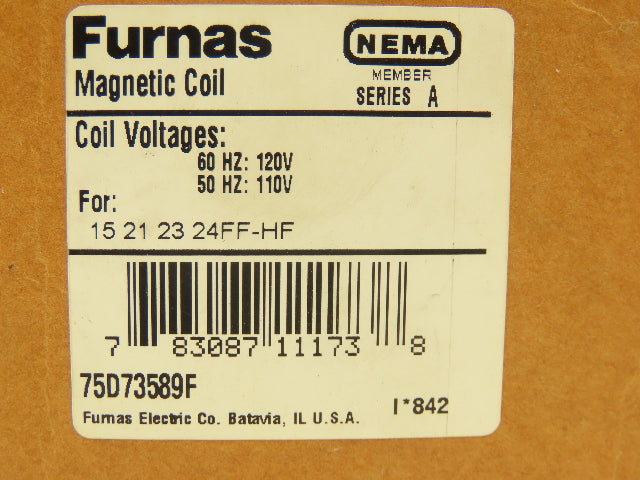 Furnas
NEMA
Magnetic Coil
MEMBER
SERIES A
Coil Voltages:
60 HZ: 120V
50 HZ: 110V
For:
15 21 23 24FF-HF
7 83087 11173 8
75D73589F
I*842
Furnas Electric Co. Batavia, IL U.S.A.